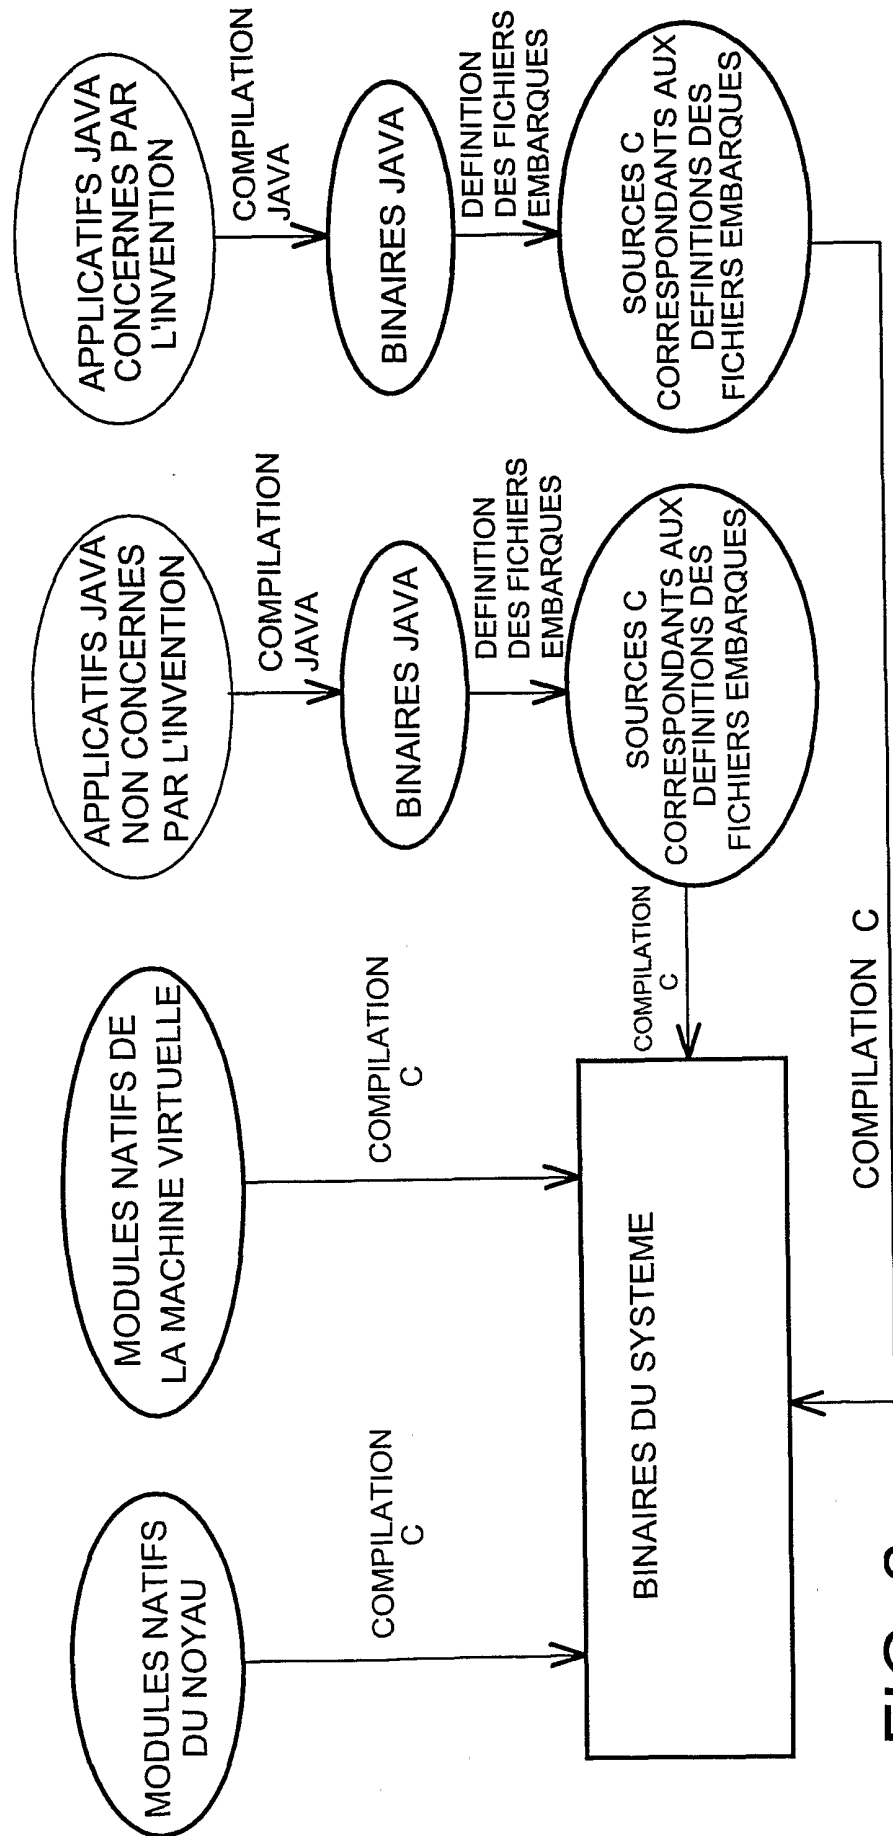 MODULES NATIFS
DU NOYAU
MODULES NATIFS DE
LA MACHINE VIRTUELLE
APPLICATIFS JAVA
NON CONCERNES
PAR L'INVENTION
APPLICATIFS JAVA
CONCERNES PAR
L'INVENTION
COMPILATION
C
COMPILATION
C
COMPILATION
JAVA
COMPILATION
JAVA
BINAIRES JAVA
BINAIRES JAVA
DEFINITION
DES FICHIERS
EMBARQUES
DEFINITION
DES FICHIERS
EMBARQUES
BINAIRES DU SYSTEME
COMPILATION
C
SOURCES C
CORRESPONDANTS AUX
DEFINITIONS DES
FICHIERS EMBARQUES
SOURCES C
CORRESPONDANTS AUX
DEFINITIONS DES
FICHIERS EMBARQUES
COMPILATION C